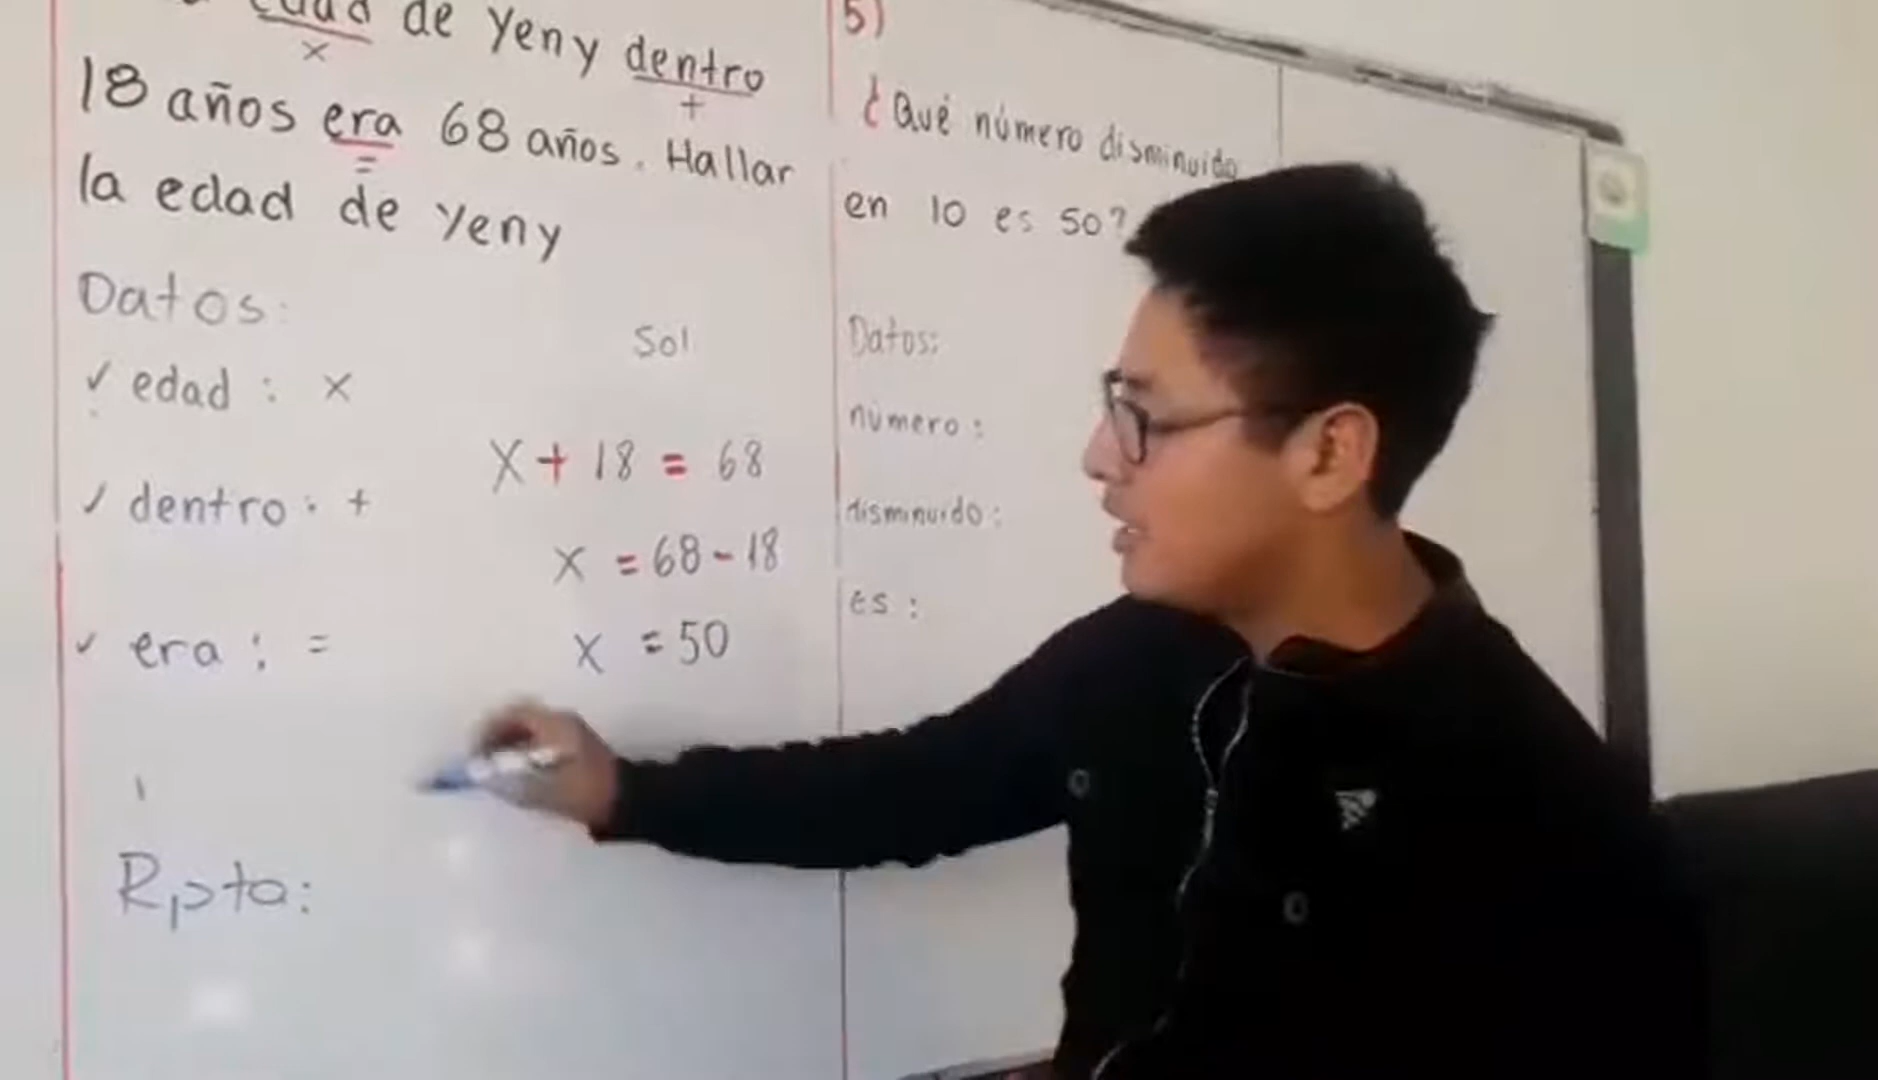 edad de Yeny dentro
x
+
18 años era 68 años. Hallar
=
la edad de Yeny
Datos:
✓ edad : x
✓ dentro : +
✓ era : =
Sol
X + 18 = 68
x = 68 - 18
x = 50
Rpta:
5)
¿Qué número disminuido
en 10 es 50?
Datos:
número:
disminuido:
es: